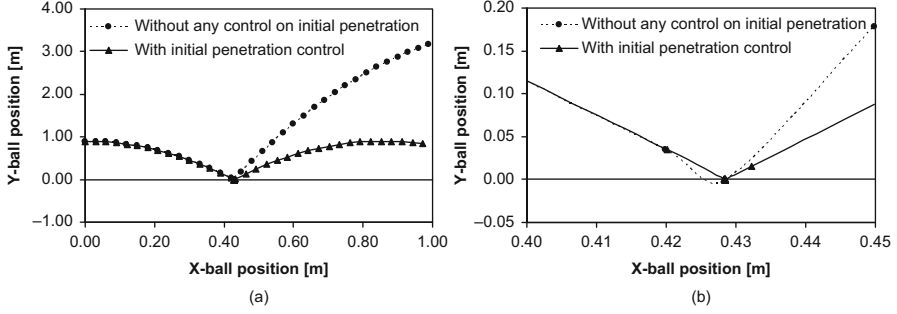 (a)
Without any control on initial penetration
With initial penetration control
Y-ball position [m]
4.00
3.00
2.00
1.00
0.00
–1.00
0.00 0.20 0.40 0.60 0.80 1.00
X-ball position [m]
(a)
(b)
Without any control on initial penetration
With initial penetration control
Y-ball position [m]
0.20
0.15
0.10
0.05
0.00
–0.05
0.40 0.41 0.42 0.43 0.44 0.45
X-ball position [m]
(b)